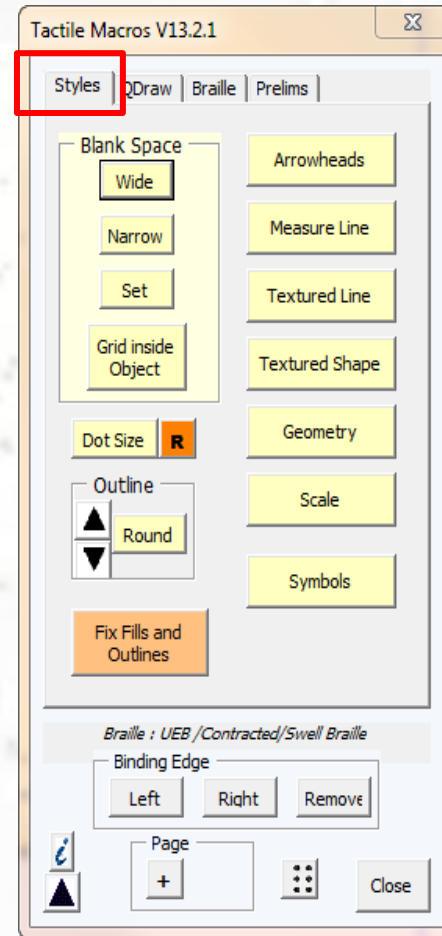 Tactile Macros V13.2.1
Styles QDraw Braille Prelims
Blank Space
Wide
Narrow
Set
Grid inside
Object
Dot Size R
Outline
Round
Fix Fills and
Outlines
Arrowheads
Measure Line
Textured Line
Textured Shape
Geometry
Scale
Symbols
Braille : UEB /Contracted/Swell Braille
Binding Edge
Left Right Remove
Page
i
+
Close